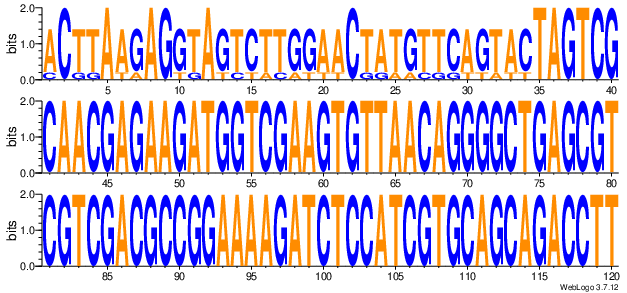 2.0
ACTTAAGAGGTAGTCTTGGAACTATGTTCAGTACTAGTCG
1.0
bits
0.0
5 10 15 20 25 30 35 40
2.0
CAACGAGAAGATGGTCGAAGTGTTAACAGGGGCTGAGCGT
1.0
bits
0.0
45 50 55 60 65 70 75 80
2.0
CGTCGACGCCGGAAAAGATCTCCATCGTGCAGCAGACCTT
1.0
bits
0.0
85 90 95 100 105 110 115 120
WebLogo 3.7.12